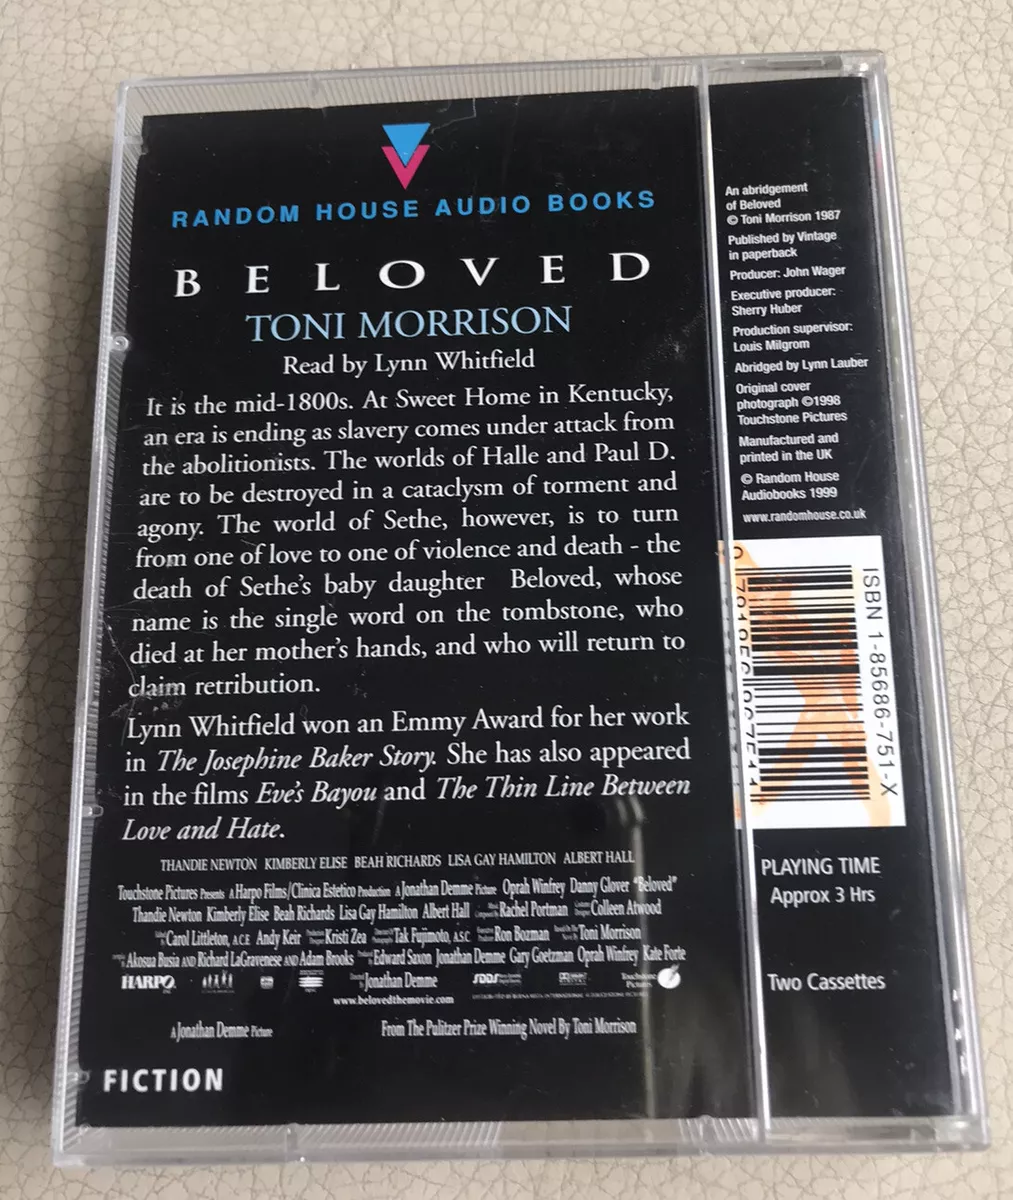 RANDOM HOUSE AUDIO BOOKS
BELOVED
TONI MORRISON
Read by Lynn Whitfield
It is the mid-1800s. At Sweet Home in Kentucky,
an era is ending as slavery comes under attack from
the abolitionists. The worlds of Halle and Paul D.
are to be destroyed in a cataclysm of torment and
agony. The world of Sethe, however, is to turn
from one of love to one of violence and death - the
death of Sethe's baby daughter Beloved, whose
name is the single word on the tombstone, who
died at her mother's hands, and who will return to
claim retribution.
Lynn Whitfield won an Emmy Award for her work
in The Josephine Baker Story. She has also appeared
in the films Eve's Bayou and The Thin Line Between
Love and Hate.
THANDIE NEWTON KIMBERLY ELISE BEAH RICHARDS LISA GAY HAMILTON ALBERT HALL
Touchstone Pictures Presents A Harpo Films/Clinica Estetico Production A Jonathan Demme Picture Oprah Winfrey Danny Glover "Beloved"
Thandie Newton Kimberly Elise Beah Richards Lisa Gay Hamilton Albert Hall Rachel Portman Colleen Atwood
Carol Littleton, A.C.E. Andy Keir Kristi Zea Tak Fujimoto, A.S.C. Ron Bozman Toni Morrison
Akosua Busia AND Richard LaGravenese AND Adam Brooks Edward Saxon Jonathan Demme Gary Goetzman Oprah Winfrey Kate Forte
HARPO Jonathan Demme SDDS Touchstone Pictures
www.belovedthemovie.com
A Jonathan Demme Picture From The Pulitzer Prize Winning Novel By Toni Morrison
FICTION
An abridgement
of Beloved
© Toni Morrison 1987
Published by Vintage
in paperback
Producer: John Wager
Executive producer:
Sherry Huber
Production supervisor:
Louis Milgrom
Abridged by Lynn Lauber
Original cover
photograph ©1998
Touchstone Pictures
Manufactured and
printed in the UK
© Random House
Audiobooks 1999
www.randomhouse.co.uk
ISBN 1-85686-751-X
PLAYING TIME
Approx 3 Hrs
Two Cassettes